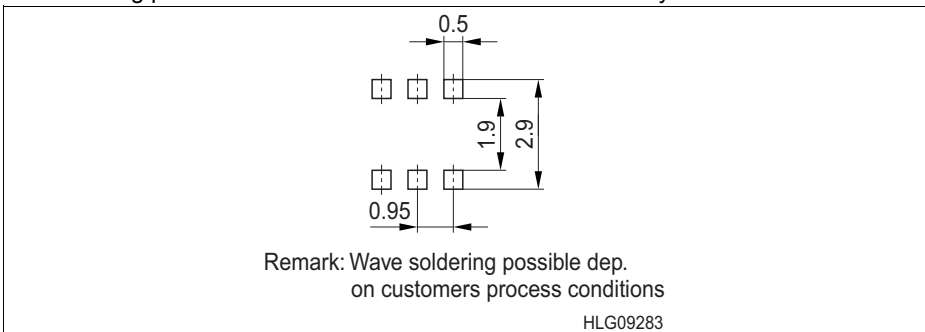 0.5
1.9
2.9
0.95
Remark: Wave soldering possible dep.
on customers process conditions
HLG09283